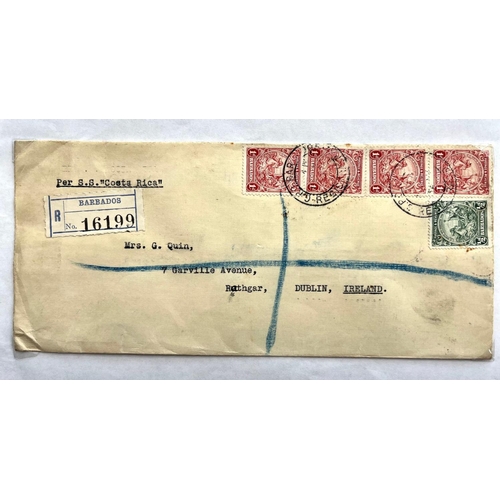 Per S.S. "Costa Rica"
BARBADOS
R
No. 16199
Mrs. G. Quin,
7 Garville Avenue,
Rathgar, DUBLIN, IRELAND.